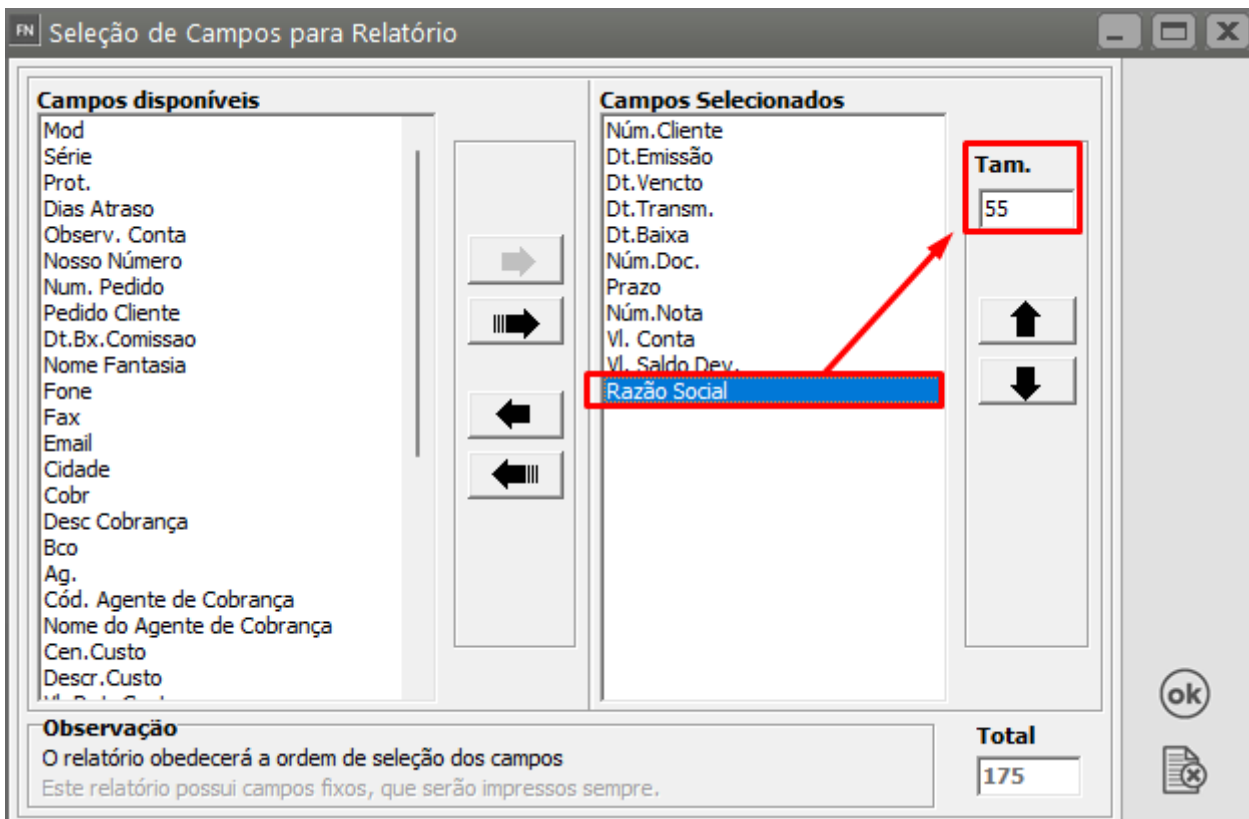 FN Seleção de Campos para Relatório
Campos disponíveis
Mod
Série
Prot.
Dias Atraso
Observ. Conta
Nosso Número
Num. Pedido
Pedido Cliente
Dt.Bx.Comissao
Nome Fantasia
Fone
Fax
Email
Cidade
Cobr
Desc Cobrança
Bco
Ag.
Cód. Agente de Cobrança
Nome do Agente de Cobrança
Cen.Custo
Descr.Custo
Campos Selecionados
Núm.Cliente
Dt.Emissão
Dt.Vencto
Dt.Transm.
Dt.Baixa
Núm.Doc.
Prazo
Núm.Nota
Vl. Conta
Vl. Saldo Dev.
Razão Social
Tam.
55
ok
Observação
O relatório obedecerá a ordem de seleção dos campos
Este relatório possui campos fixos, que serão impressos sempre.
Total
175